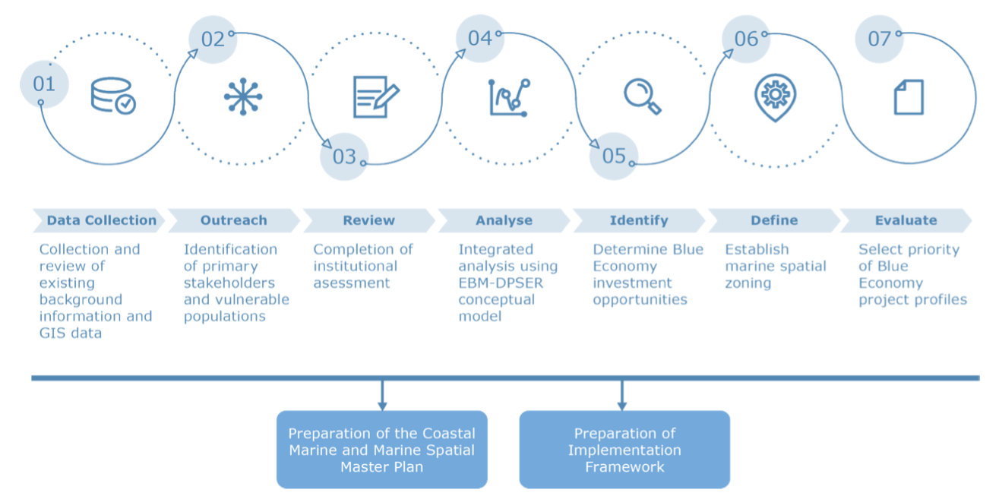 01
02
03
04
05
06
07
Data Collection
Collection and
review of
existing
background
information and
GIS data
Outreach
Identification
of primary
stakeholders
and vulnerable
populations
Review
Completion of
institutional
asessment
Analyse
Integrated
analysis using
EBM-DPSER
conceptual
model
Identify
Determine Blue
Economy
investment
opportunities
Define
Establish
marine spatial
zoning
Evaluate
Select priority
of Blue
Economy
project profiles
Preparation of the Coastal
Marine and Marine Spatial
Master Plan
Preparation of
Implementation
Framework